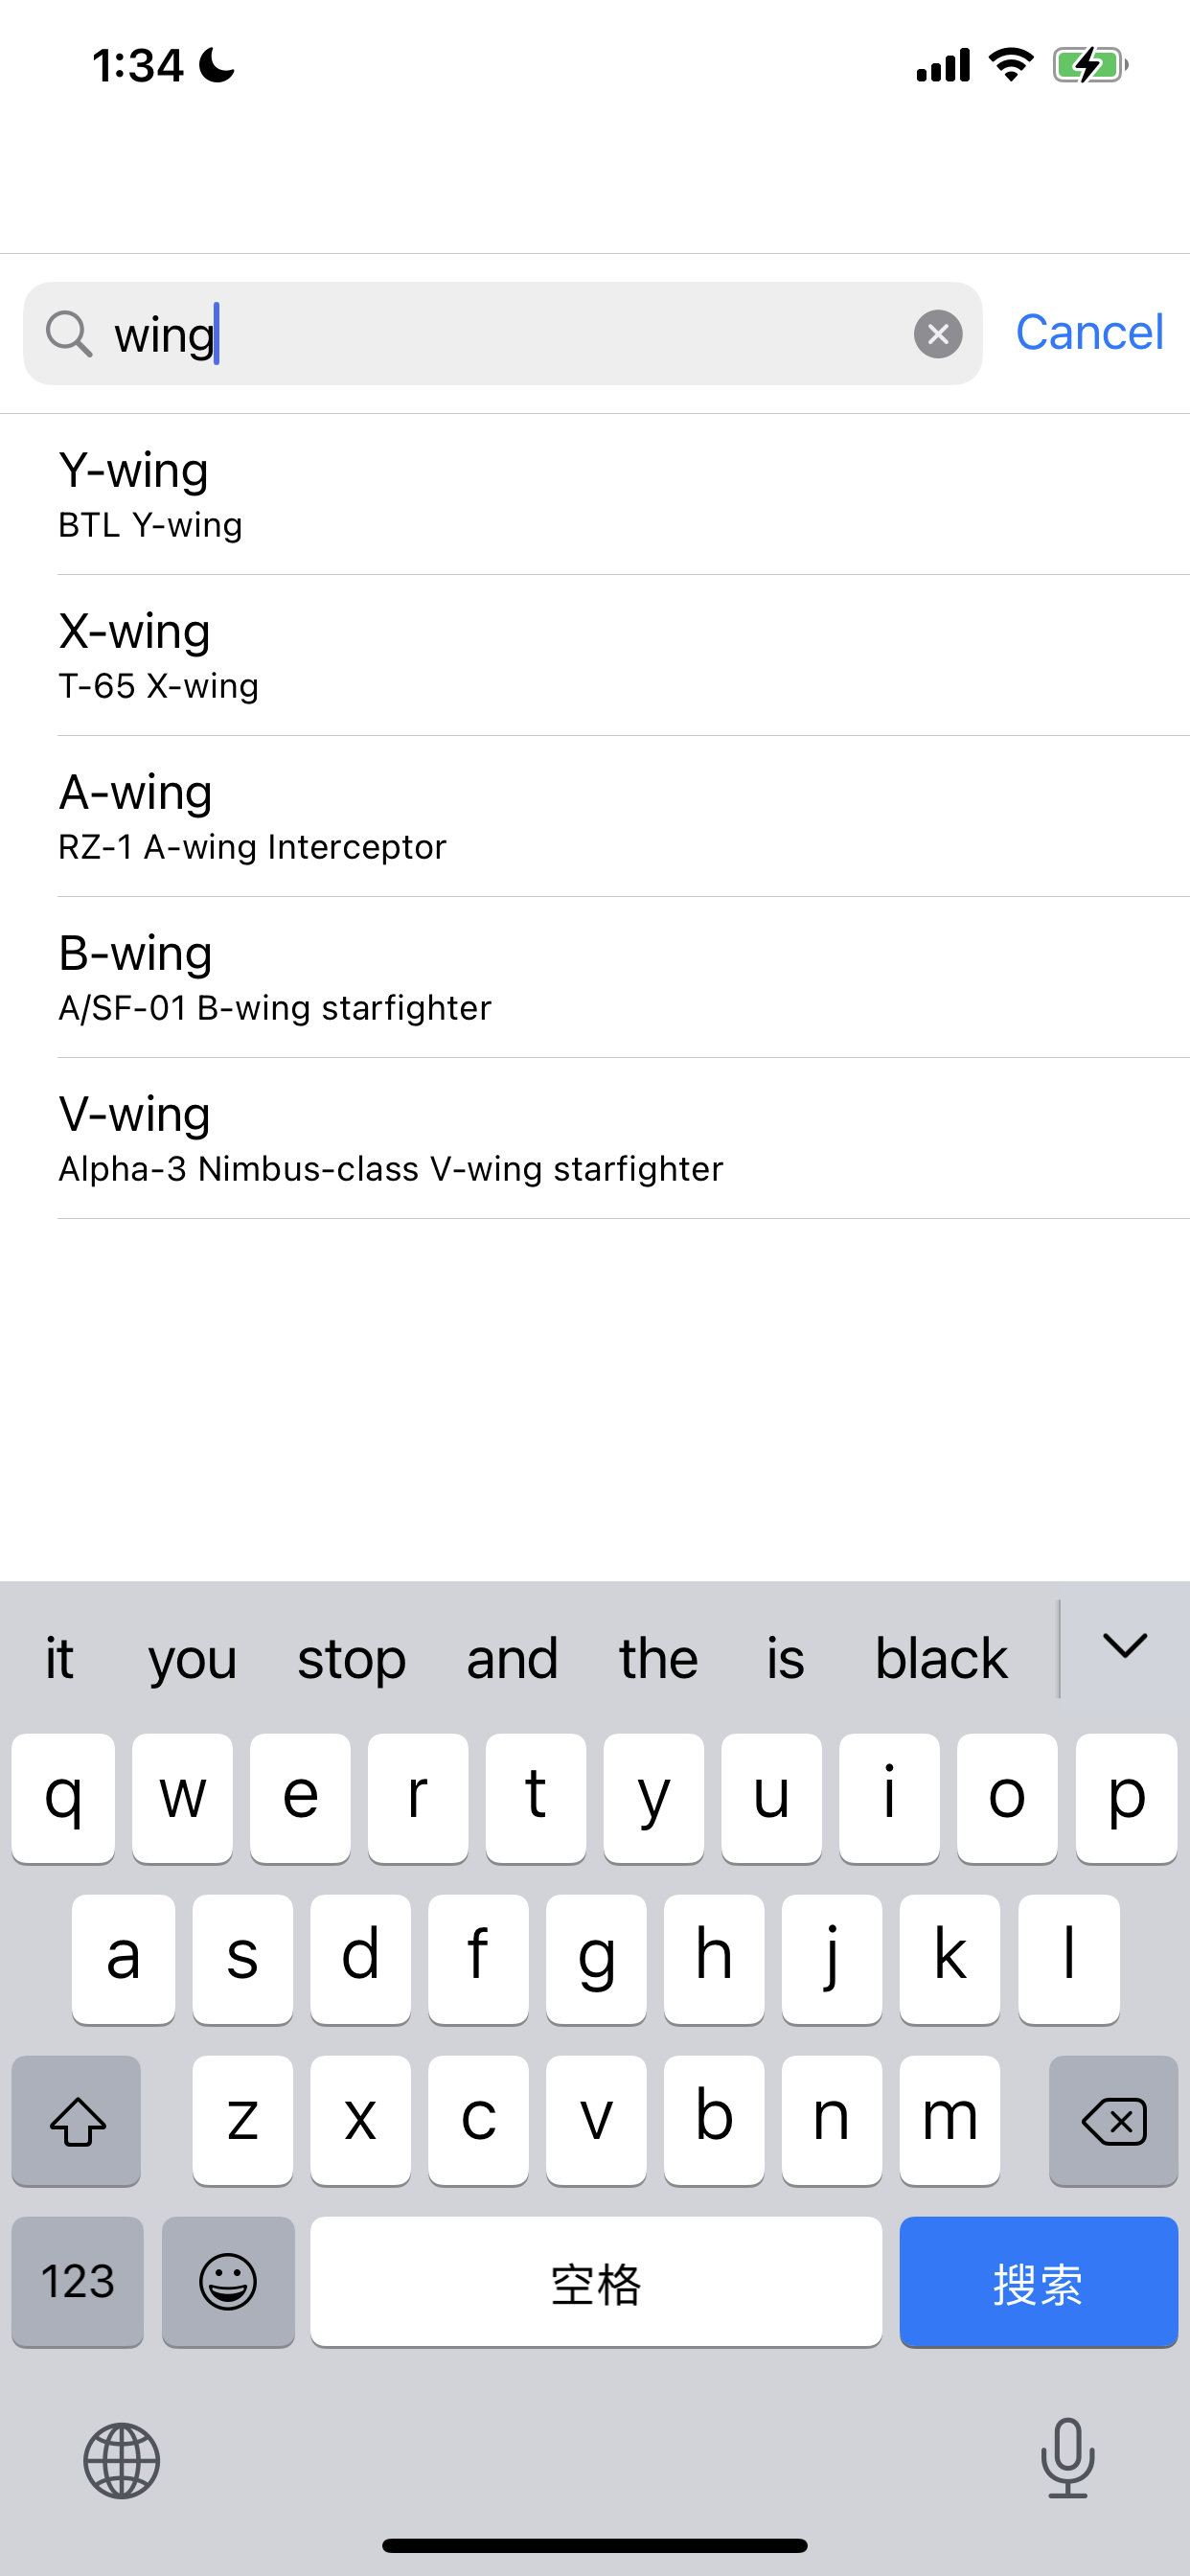 1:34
wing
Cancel
Y-wing
BTL Y-wing
X-wing
T-65 X-wing
A-wing
RZ-1 A-wing Interceptor
B-wing
A/SF-01 B-wing starfighter
V-wing
Alpha-3 Nimbus-class V-wing starfighter
it you stop and the is black
q w e r t y u i o p
a s d f g h j k l
z x c v b n m
123 空格 搜索